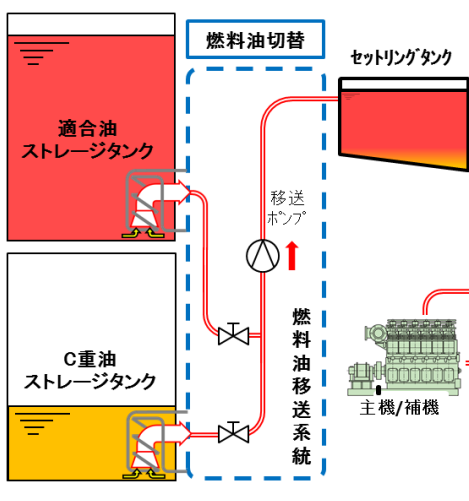 燃料油切替
セットリングタンク
適合油
ストレージタンク
移送
ポンプ
燃料油移送系統
C重油
ストレージタンク
主機/補機